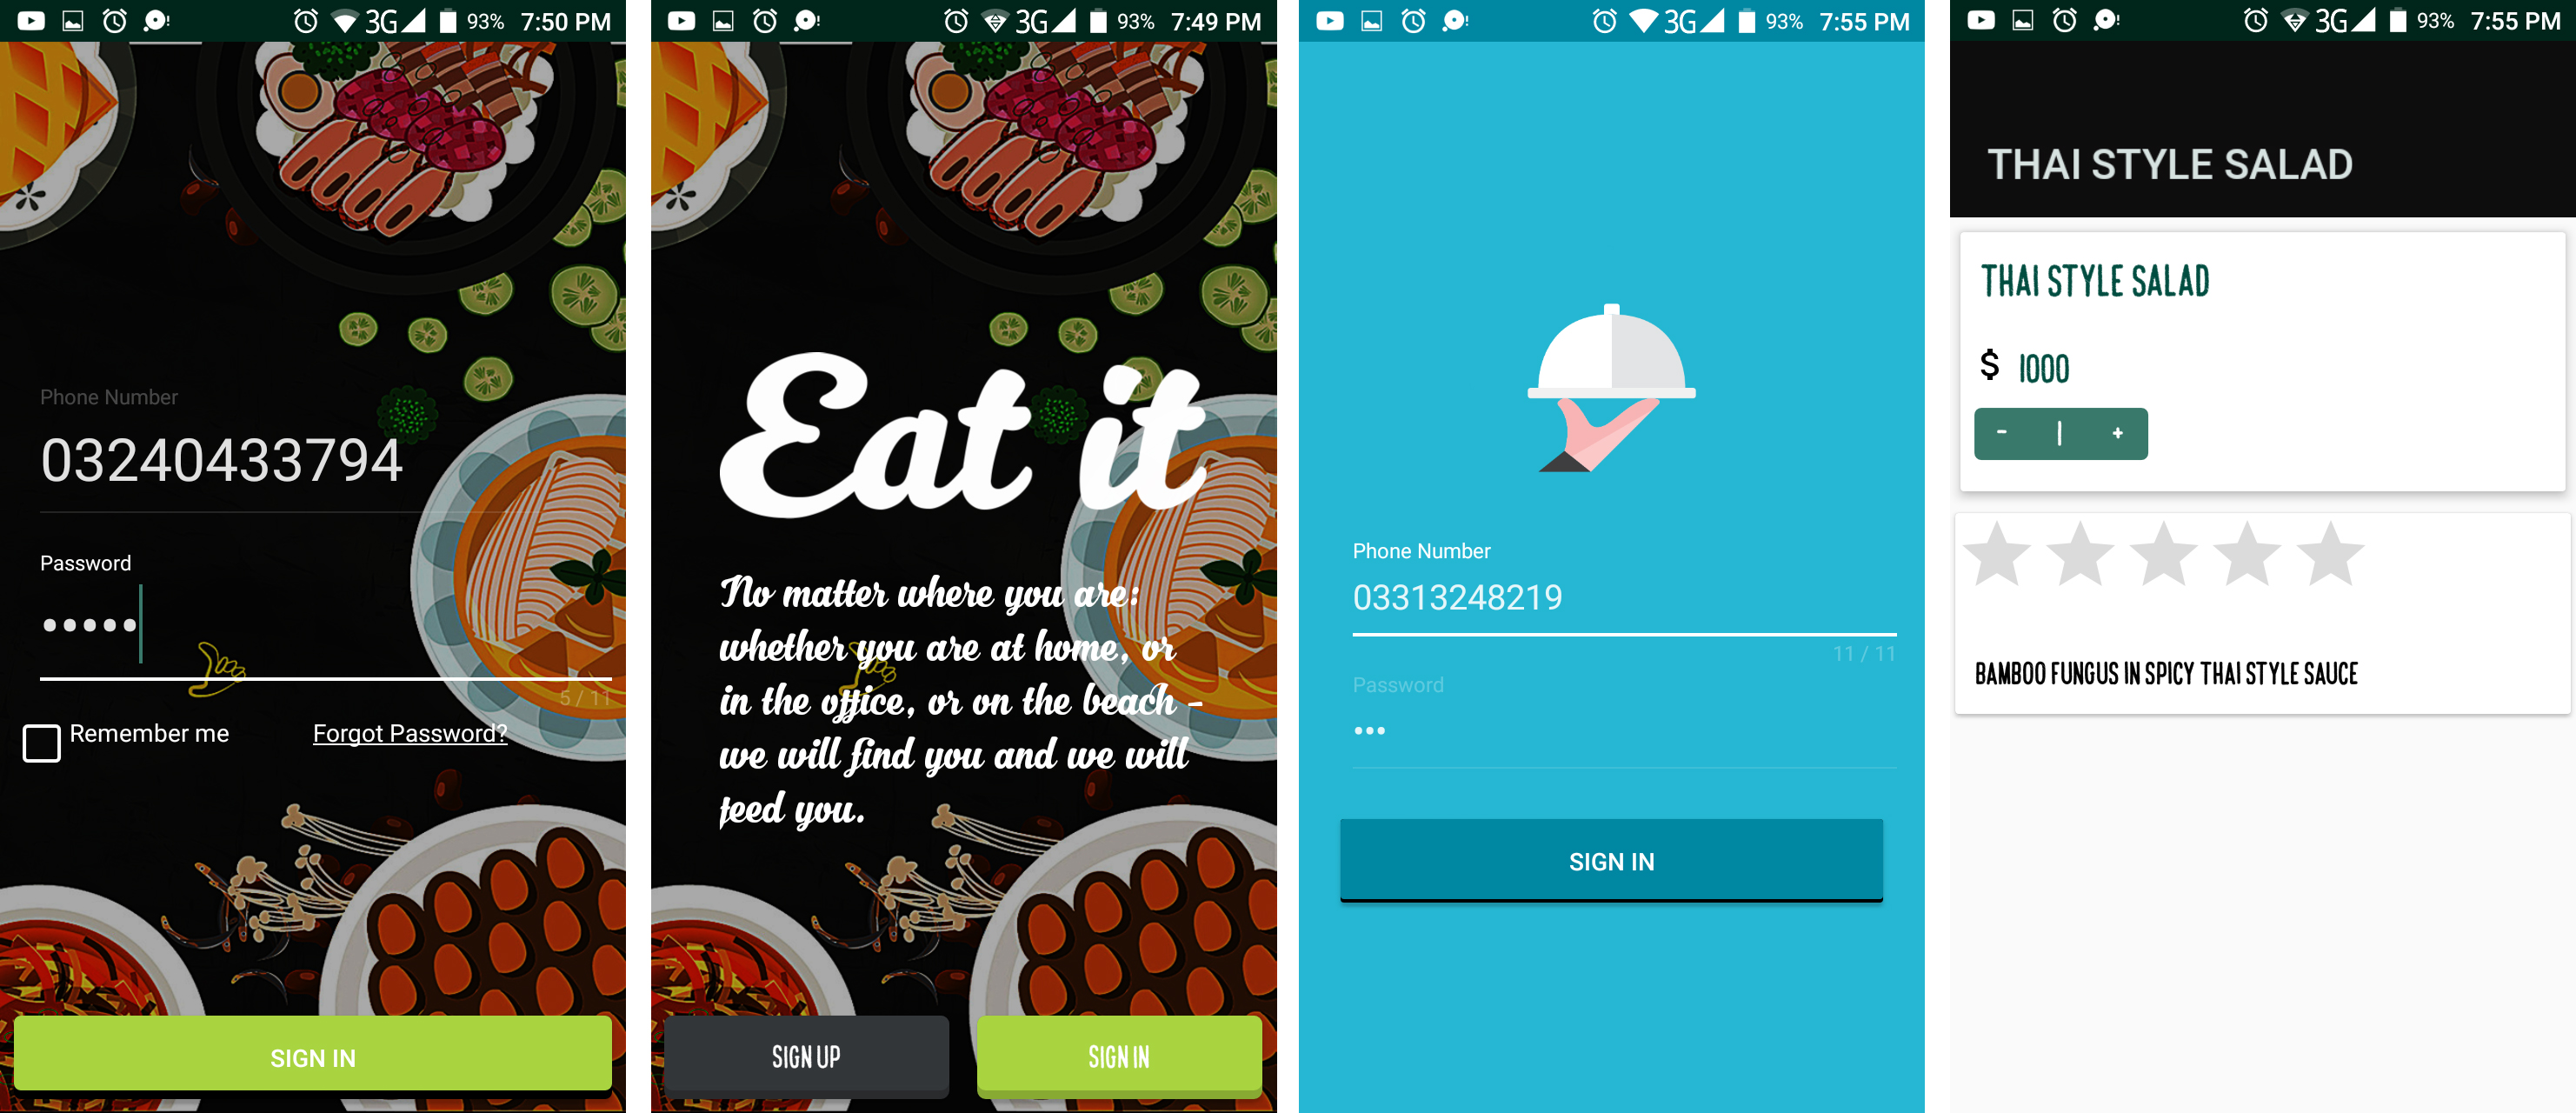 3G 93% 7:50 PM
Phone Number
03240433794
Password
•••••
5 / 11
Remember me Forgot Password?
SIGN IN
3G 93% 7:49 PM
Eat it
No matter where you are:
whether you are at home, or
in the office, or on the beach -
we will find you and we will
feed you.
SIGN UP SIGN IN
3G 93% 7:55 PM
Phone Number
03313248219
11 / 11
Password
•••
SIGN IN
3G 93% 7:55 PM
THAI STYLE SALAD
THAI STYLE SALAD
$ 1000
- 1 +
BAMBOO FUNGUS IN SPICY THAI STYLE SAUCE